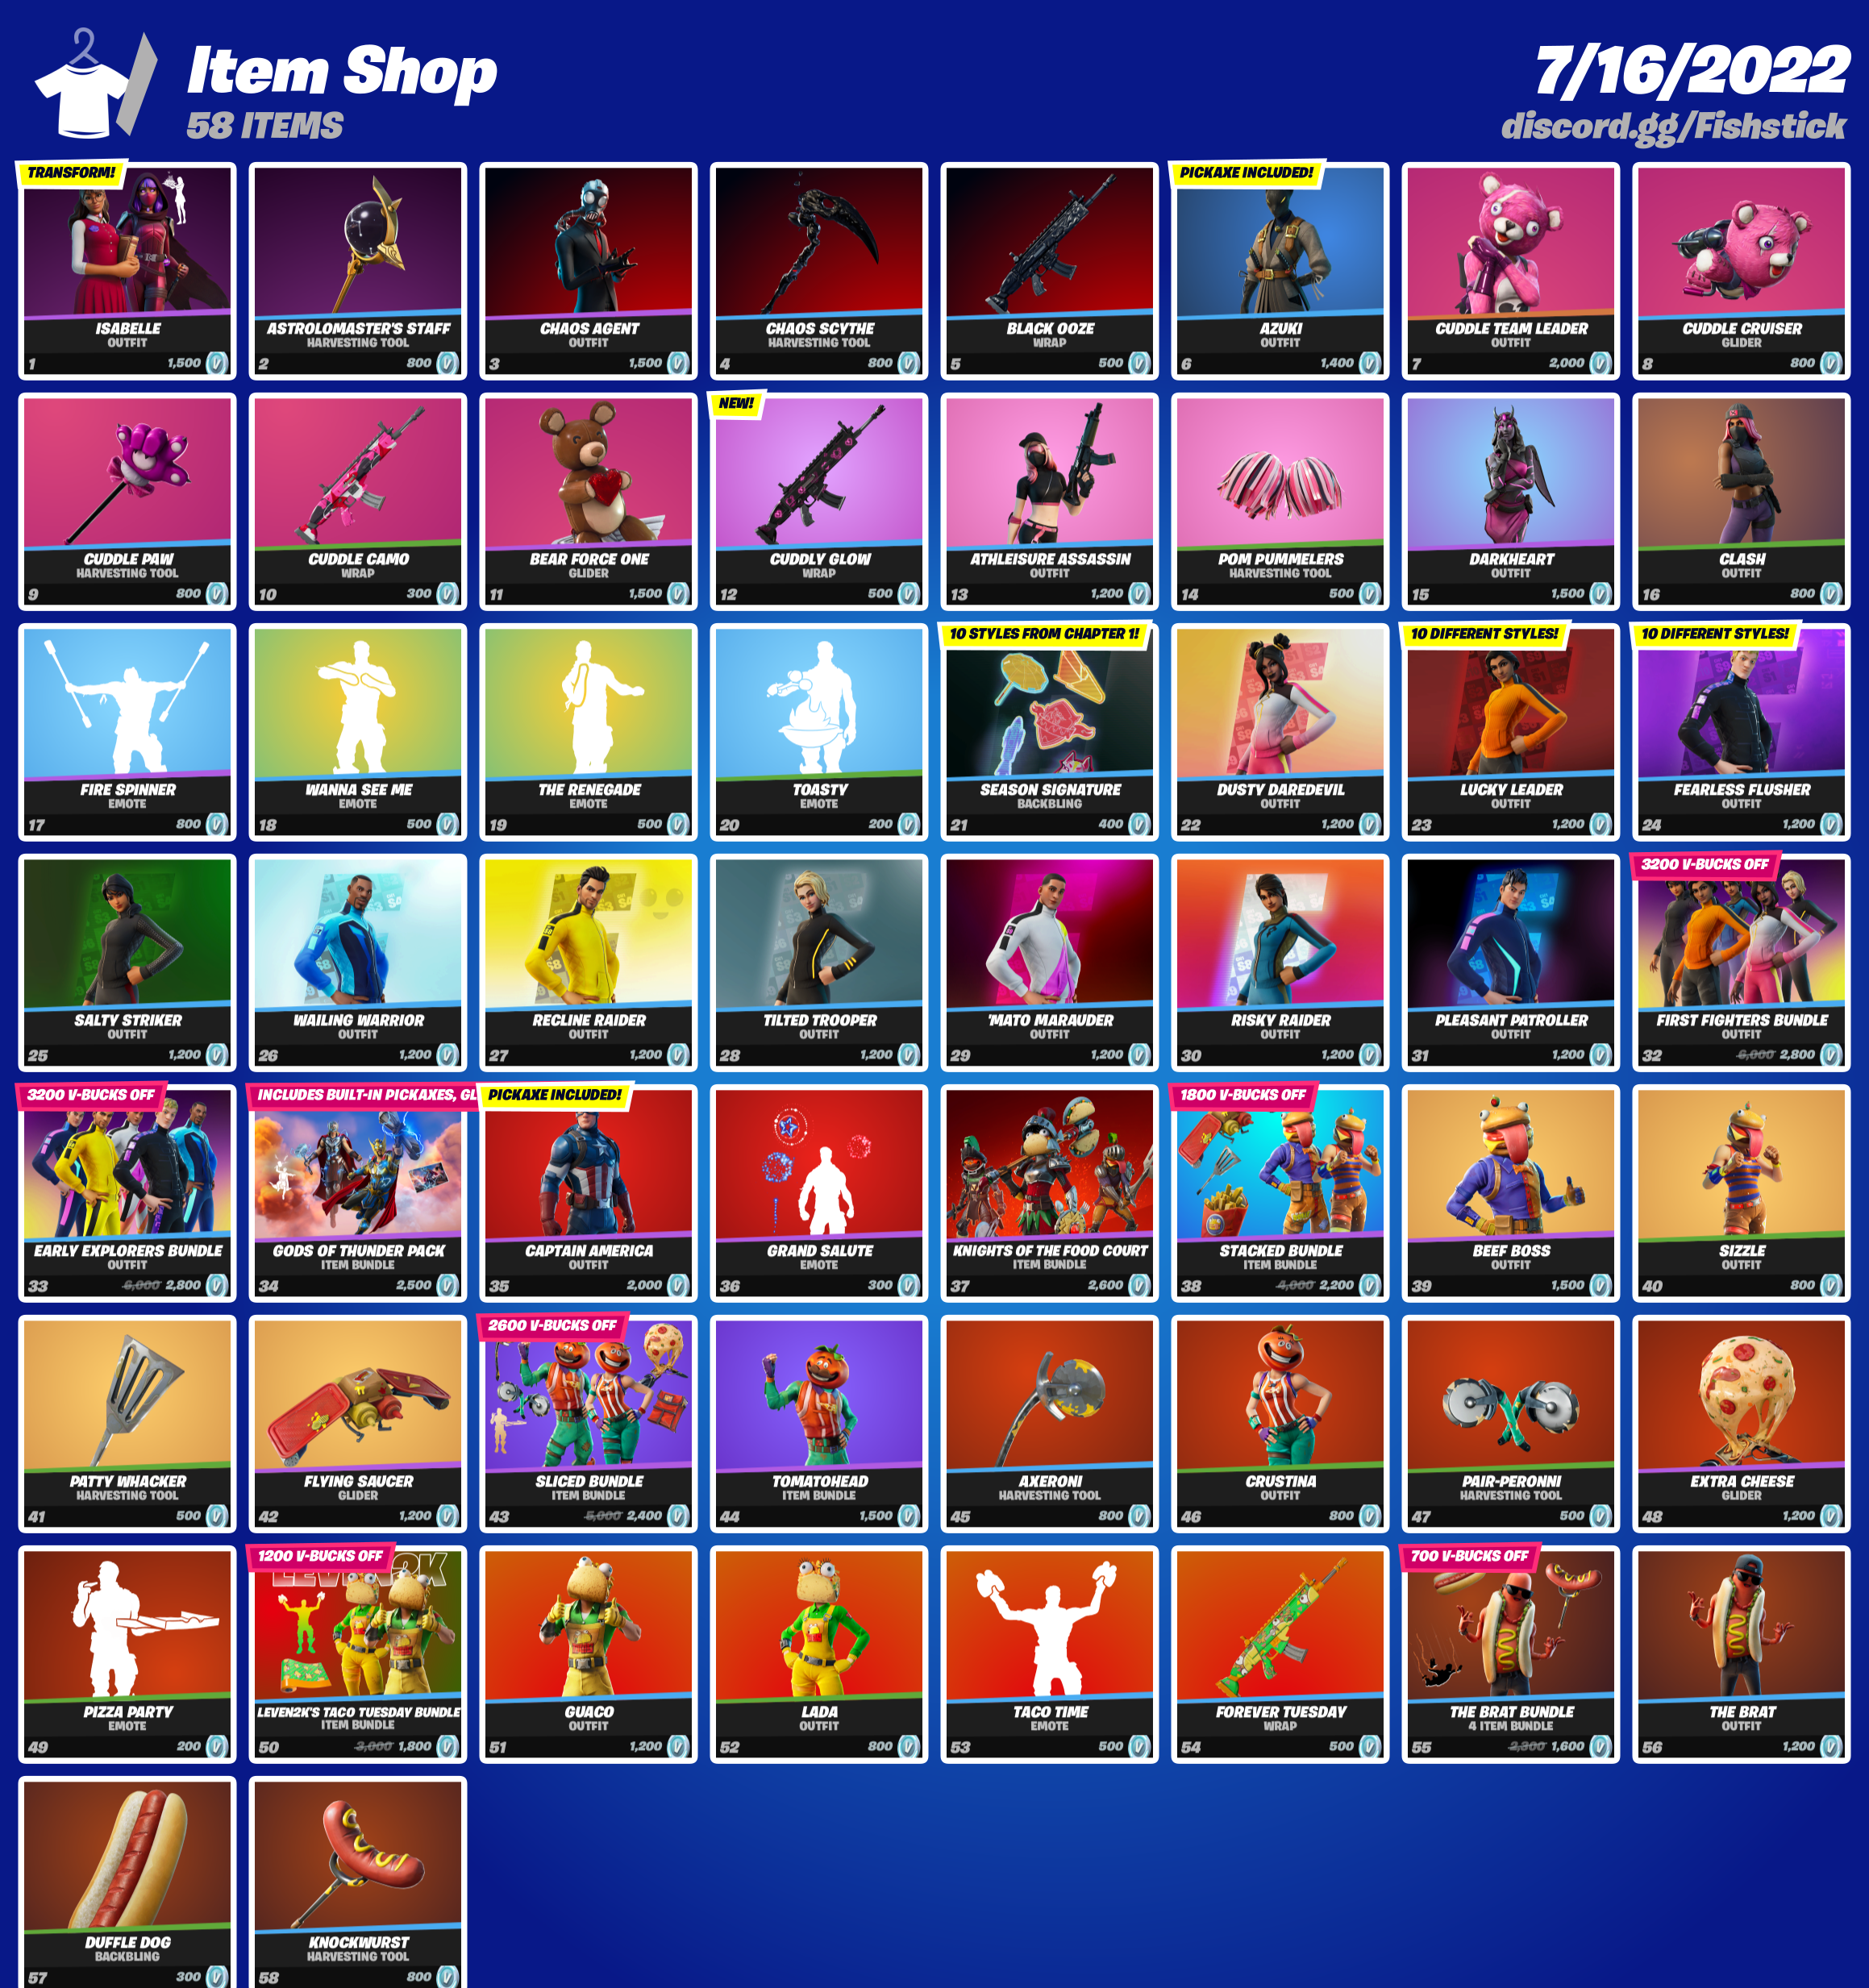 Item Shop
58 ITEMS
7/16/2022
discord.gg/Fishstick
TRANSFORM!
ISABELLE
OUTFIT
1 1,500
ASTROLOMASTER'S STAFF
HARVESTING TOOL
2 800
CHAOS AGENT
OUTFIT
3 1,500
CHAOS SCYTHE
HARVESTING TOOL
4 800
BLACK OOZE
WRAP
5 500
PICKAXE INCLUDED!
AZUKI
OUTFIT
6 1,400
CUDDLE TEAM LEADER
OUTFIT
7 2,000
CUDDLE CRUISER
GLIDER
8 800
CUDDLE PAW
HARVESTING TOOL
9 800
CUDDLE CAMO
WRAP
10 300
BEAR FORCE ONE
GLIDER
11 1,500
NEW!
CUDDLY GLOW
WRAP
12 500
ATHLEISURE ASSASSIN
OUTFIT
13 1,200
POM PUMMELERS
HARVESTING TOOL
14 500
DARKHEART
OUTFIT
15 1,500
CLASH
OUTFIT
16 800
FIRE SPINNER
EMOTE
17 800
WANNA SEE ME
EMOTE
18 500
THE RENEGADE
EMOTE
19 500
TOASTY
EMOTE
20 200
10 STYLES FROM CHAPTER 1!
SEASON SIGNATURE
BACKBLING
21 400
DUSTY DAREDEVIL
OUTFIT
22 1,200
10 DIFFERENT STYLES!
LUCKY LEADER
OUTFIT
23 1,200
10 DIFFERENT STYLES!
FEARLESS FLUSHER
OUTFIT
24 1,200
SALTY STRIKER
OUTFIT
25 1,200
WAILING WARRIOR
OUTFIT
26 1,200
RECLINE RAIDER
OUTFIT
27 1,200
TILTED TROOPER
OUTFIT
28 1,200
'MATO MARAUDER
OUTFIT
29 1,200
RISKY RAIDER
OUTFIT
30 1,200
PLEASANT PATROLLER
OUTFIT
31 1,200
3200 V-BUCKS OFF
FIRST FIGHTERS BUNDLE
OUTFIT
32 6,000 2,800
3200 V-BUCKS OFF
EARLY EXPLORERS BUNDLE
OUTFIT
33 6,000 2,800
INCLUDES BUILT-IN PICKAXES, GL
GODS OF THUNDER PACK
ITEM BUNDLE
34 2,500
PICKAXE INCLUDED!
CAPTAIN AMERICA
OUTFIT
35 2,000
GRAND SALUTE
EMOTE
36 300
KNIGHTS OF THE FOOD COURT
ITEM BUNDLE
37 2,600
1800 V-BUCKS OFF
STACKED BUNDLE
ITEM BUNDLE
38 4,000 2,200
BEEF BOSS
OUTFIT
39 1,500
SIZZLE
OUTFIT
40 800
PATTY WHACKER
HARVESTING TOOL
41 500
FLYING SAUCER
GLIDER
42 1,200
2600 V-BUCKS OFF
SLICED BUNDLE
ITEM BUNDLE
43 5,000 2,400
TOMATOHEAD
ITEM BUNDLE
44 1,500
AXERONI
HARVESTING TOOL
45 800
CRUSTINA
OUTFIT
46 800
PAIR-PERONNI
HARVESTING TOOL
47 500
EXTRA CHEESE
GLIDER
48 1,200
PIZZA PARTY
EMOTE
49 200
1200 V-BUCKS OFF
LEVEN2K
LEVEN2K'S TACO TUESDAY BUNDLE
ITEM BUNDLE
50 3,000 1,800
GUACO
OUTFIT
51 1,200
LADA
OUTFIT
52 800
TACO TIME
EMOTE
53 500
FOREVER TUESDAY
WRAP
54 500
700 V-BUCKS OFF
THE BRAT BUNDLE
4 ITEM BUNDLE
55 2,300 1,600
THE BRAT
OUTFIT
56 1,200
DUFFLE DOG
BACKBLING
57 300
KNOCKWURST
HARVESTING TOOL
58 800